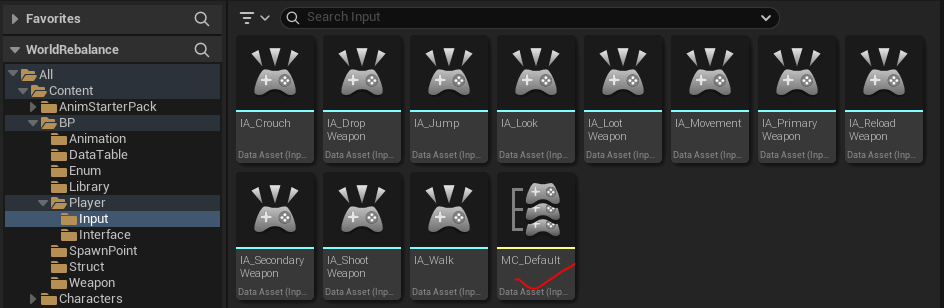 Favorites
Search Input
WorldRebalance
All
Content
AnimStarterPack
BP
Animation
DataTable
Enum
Library
Player
Input
Interface
SpawnPoint
Struct
Weapon
Characters
IA_Crouch
Data Asset (Inp...
IA_Drop
Weapon
Data Asset (Inp...
IA_Jump
Data Asset (Inp...
IA_Look
Data Asset (Inp...
IA_Loot
Weapon
Data Asset (Inp...
IA_Movement
Data Asset (Inp...
IA_Primary
Weapon
Data Asset (Inp...
IA_Reload
Weapon
Data Asset (Inp...
IA_Secondary
Weapon
Data Asset (Inp...
IA_Shoot
Weapon
Data Asset (Inp...
IA_Walk
Data Asset (Inp...
MC_Default
Data Asset (Inp...